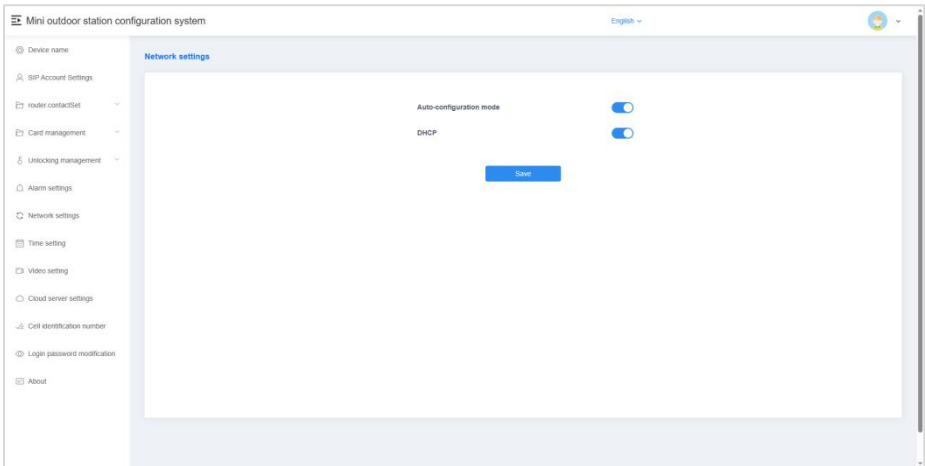 Mini outdoor station configuration system
English
Device name
SIP Account Settings
router.contactSet
Card management
Unlocking management
Alarm settings
Network settings
Time setting
Video setting
Cloud server settings
Cell identification number
Login password modification
About
Network settings
Auto-configuration mode
DHCP
Save